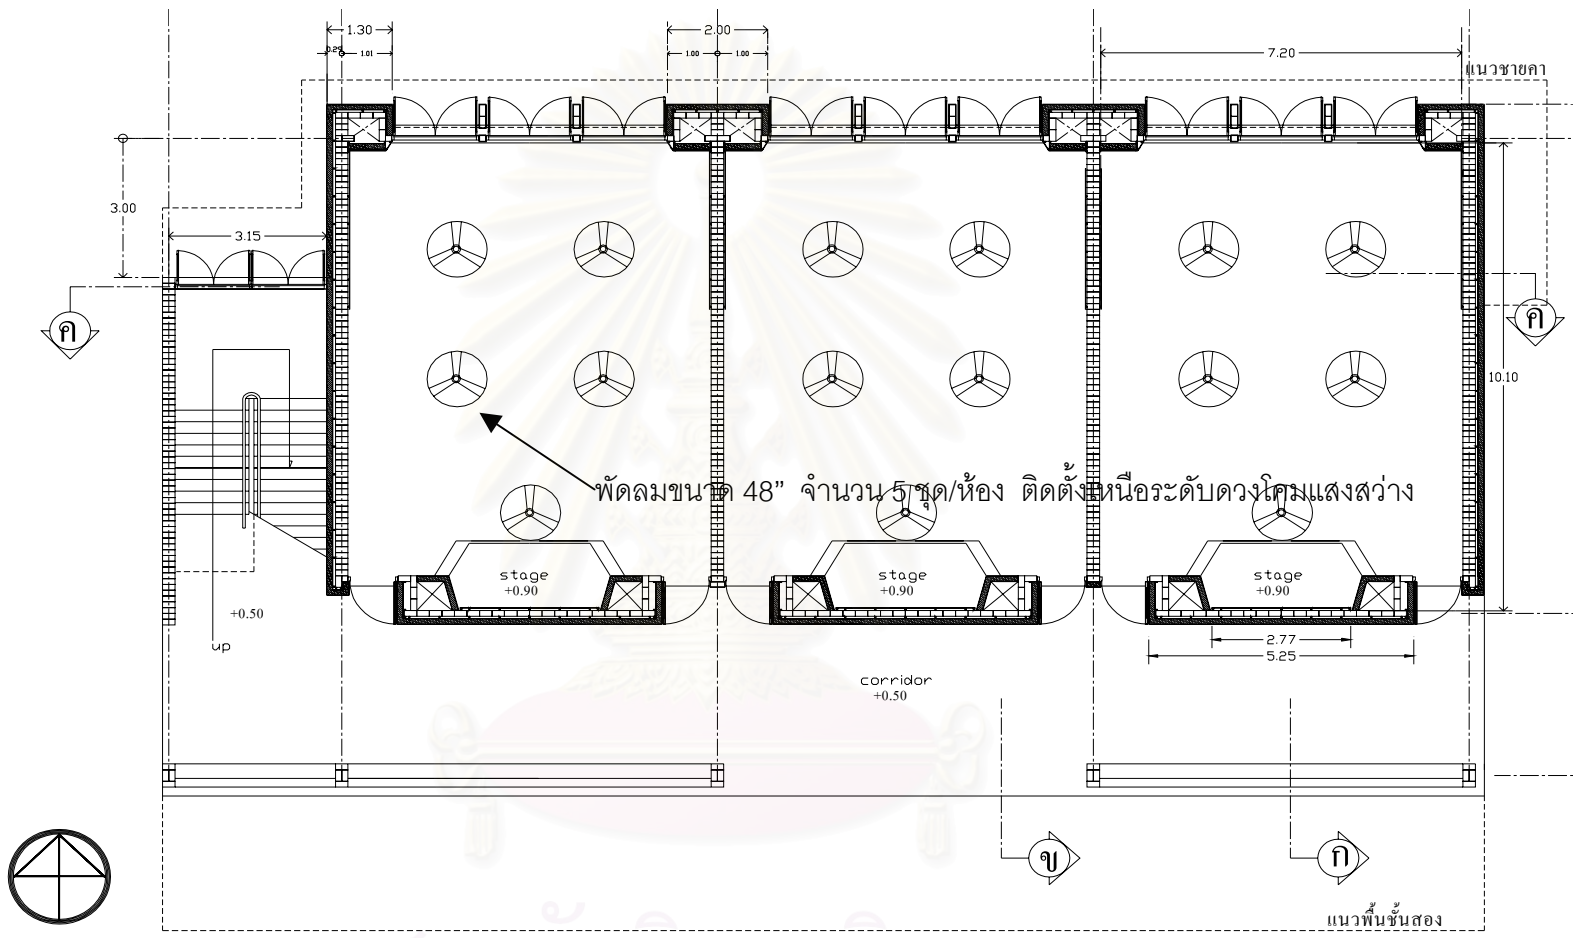 1.30
2.00
0.29
1.01
1.00
1.00
7.20
แนวชายคา
3.00
3.15
ค
ค
10.10
พัดลมขนาด 48” จำนวน 5 ชุด/ห้อง ติดตั้งเหนือระดับดวงโคมแสงสว่าง
stage
+0.90
stage
+0.90
stage
+0.90
+0.50
up
2.77
5.25
corridor
+0.50
ข
ก
แนวพื้นชั้นสอง